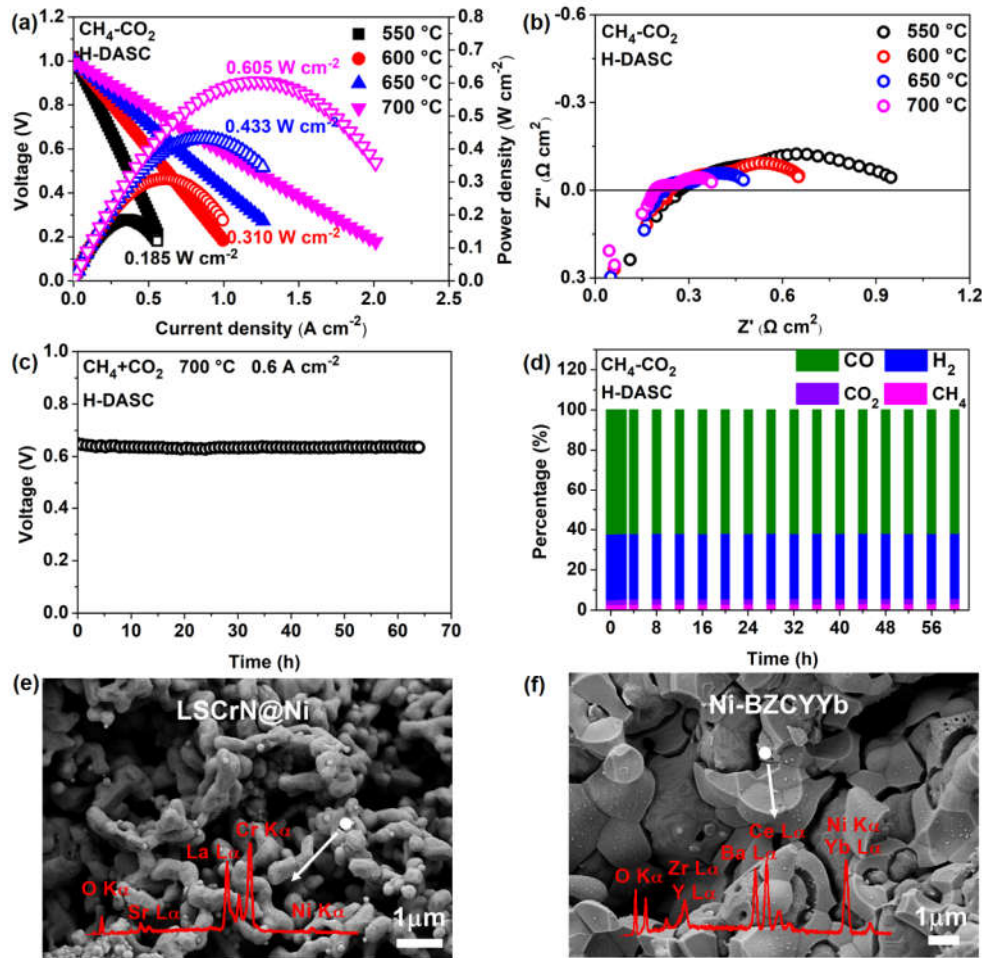 (a)
CH₄-CO₂
H-DASC
550 °C
600 °C
650 °C
700 °C
0.605 W cm⁻²
0.433 W cm⁻²
0.310 W cm⁻²
0.185 W cm⁻²
1.2
1.0
0.8
0.6
0.4
0.2
0.0
0.8
0.7
0.6
0.5
0.4
0.3
0.2
0.1
0.0
0.0 0.5 1.0 1.5 2.0 2.5
Voltage (V)
Power density (W cm⁻²)
Current density (A cm⁻²)
(b)
CH₄-CO₂
H-DASC
550 °C
600 °C
650 °C
700 °C
-0.6
-0.3
0.0
0.3
0.0 0.3 0.6 0.9 1.2
Z'' (Ω cm²)
Z' (Ω cm²)
(c)
CH₄+CO₂ 700 °C 0.6 A cm⁻²
H-DASC
1.0
0.8
0.6
0.4
0.2
0.0
0 10 20 30 40 50 60 70
Voltage (V)
Time (h)
(d)
CH₄-CO₂
H-DASC
CO H₂
CO₂ CH₄
120
100
80
60
40
20
0
0 8 16 24 32 40 48 56
Percentage (%)
Time (h)
(e)
LSCrN@Ni
Cr Kα
La Lα
O Kα
Sr Lα
Ni Kα
1μm
(f)
Ni-BZCYYb
Ce Lα
Ni Kα
Ba Lα
Yb Lα
Zr Lα
O Kα
Y Lα
1μm